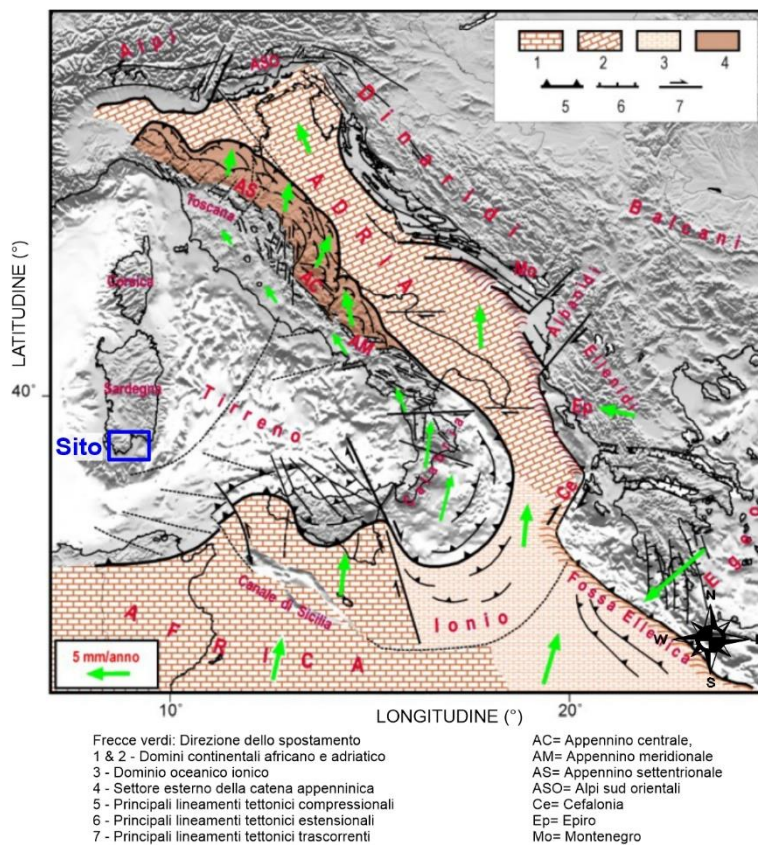 Alpi
ASO
1 2 3 4
5 6 7
Dinaridi
Balcani
ADRIA
AS
Toscana
Corsica
AC
Mo
Albanidi
AM
Ellenidi
LATITUDINE (°)
40°
Sardegna
Tirreno
Ep
Sito
Calabria
Ce
Canale di Sicilia
Ionio
Fossa Ellenica
AFRICA
N
W
S
5 mm/anno
10°
20°
LONGITUDINE (°)
Frecce verdi: Direzione dello spostamento
1 & 2 - Domini continentali africano e adriatico
3 - Dominio oceanico ionico
4 - Settore esterno della catena appenninica
5 - Principali lineamenti tettonici compressionali
6 - Principali lineamenti tettonici estensionali
7 - Principali lineamenti tettonici trascorrenti
AC= Appennino centrale,
AM= Appennino meridionale
AS= Appennino settentrionale
ASO= Alpi sud orientali
Ce= Cefalonia
Ep= Epiro
Mo= Montenegro